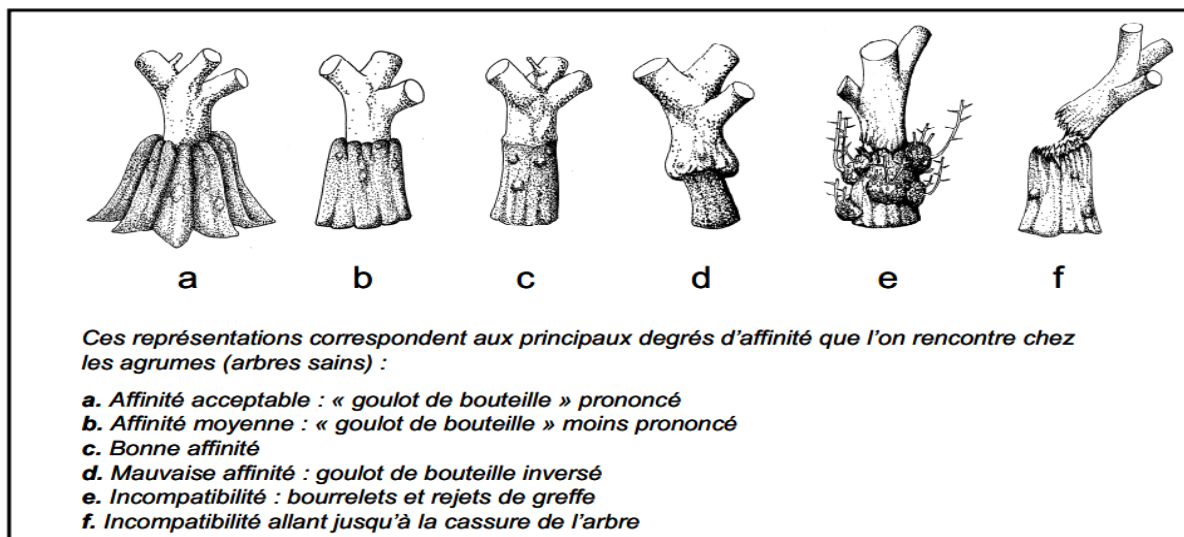 a b c d e f
Ces représentations correspondent aux principaux degrés d’affinité que l’on rencontre chez
les agrumes (arbres sains) :
a. Affinité acceptable : « goulot de bouteille » prononcé
b. Affinité moyenne : « goulot de bouteille » moins prononcé
c. Bonne affinité
d. Mauvaise affinité : goulot de bouteille inversé
e. Incompatibilité : bourrelets et rejets de greffe
f. Incompatibilité allant jusqu’à la cassure de l’arbre